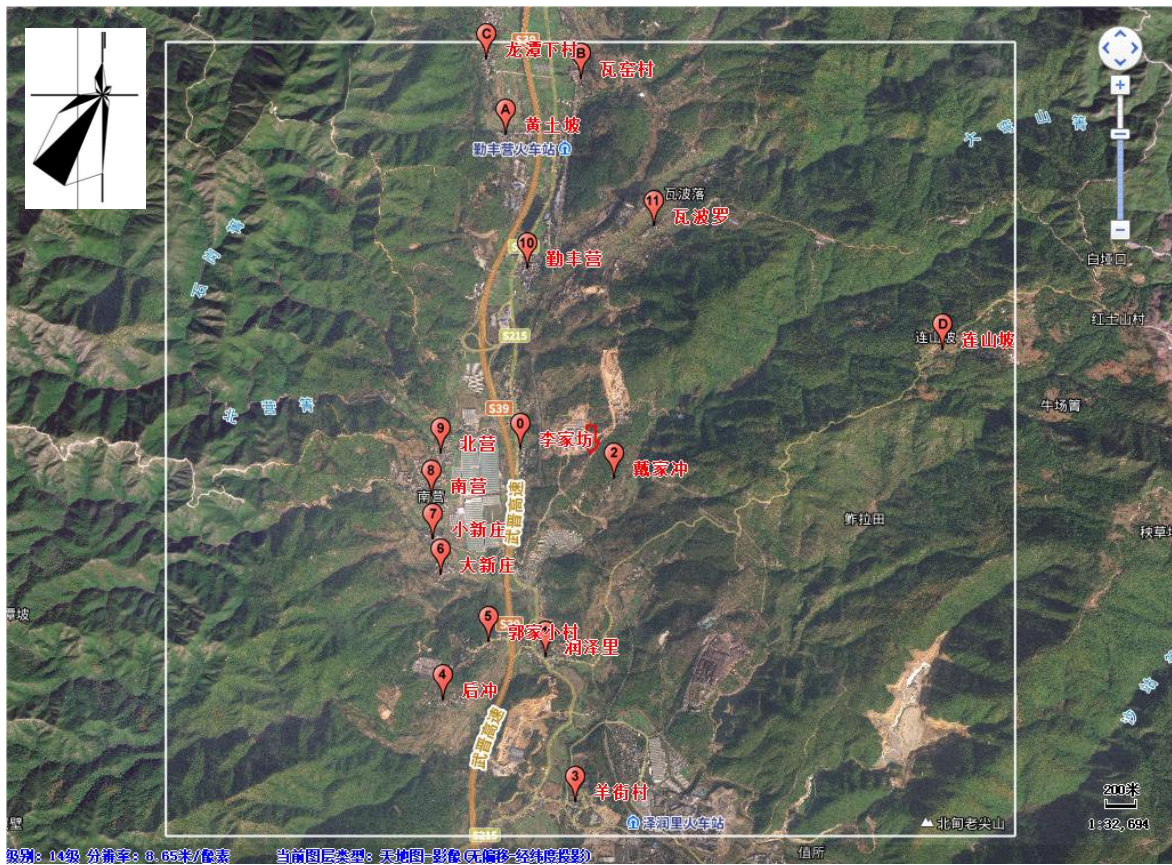 C
S39
龙潭下村
B
瓦窑村
A
黄土坡
勤丰营火车站
11
瓦波落
瓦波罗
10
勤丰营
白垭口
S215
红土山村
D
连山坡
北 营 箐
牛场箐
S39
9
北营
0
李家坊
2
戴家冲
8
南营
南营
武晋高速
7
小新庄
鲊拉田
6
大新庄
5
郭家小村
S39
润泽里
4
后冲
武晋高速
3
羊街村
200米
1:32,694
泽润里火车站
北甸老尖山
S215
值所
级别：14级 分辨率：8.65米/像素
当前图层类型：天地图-影像(无偏移-经纬度投影)